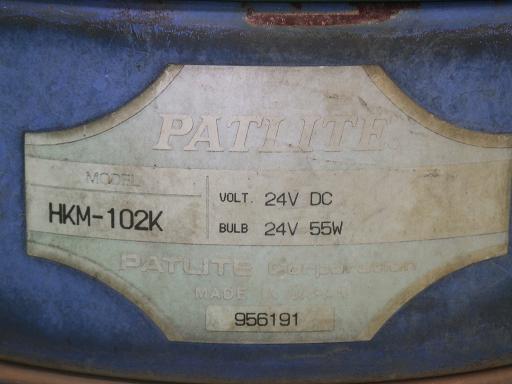 PATLITE
MODEL
HKM-102K
VOLT. 24V DC
BULB 24V 55W
PATLITE Corporation
MADE IN JAPAN
956191